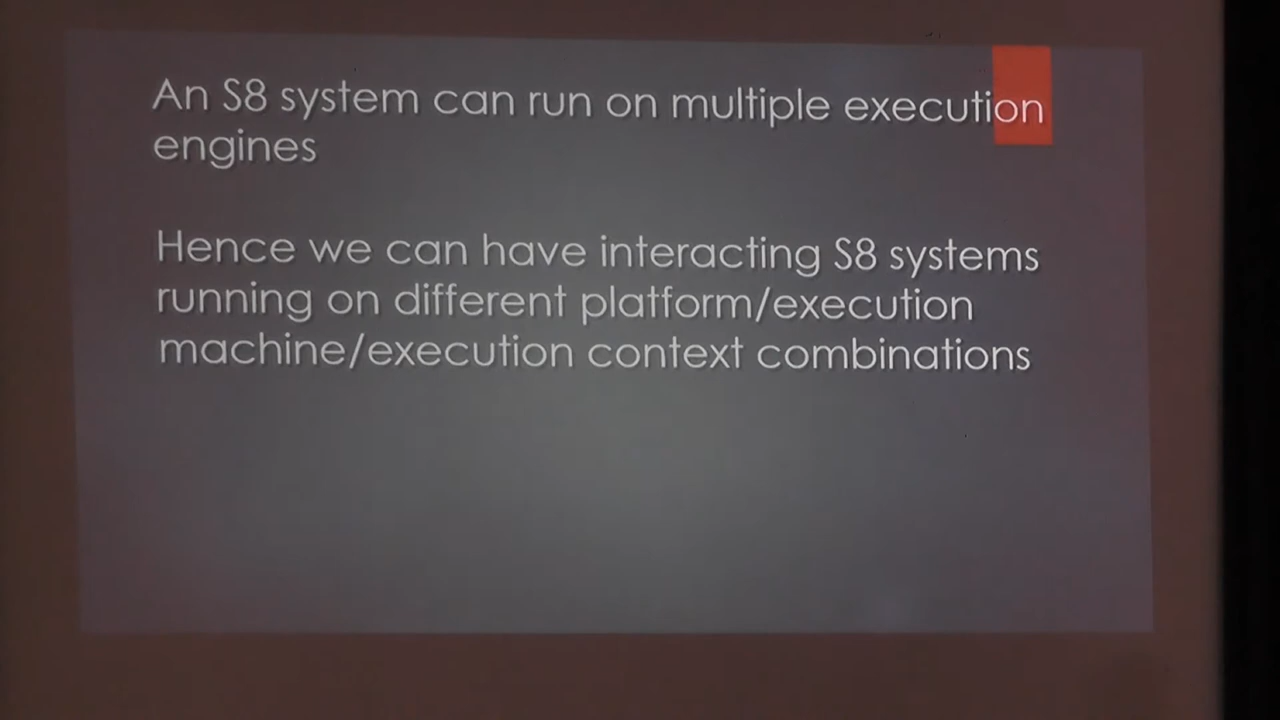 An S8 system can run on multiple execution
engines
Hence we can have interacting S8 systems
running on different platform/execution
machine/execution context combinations